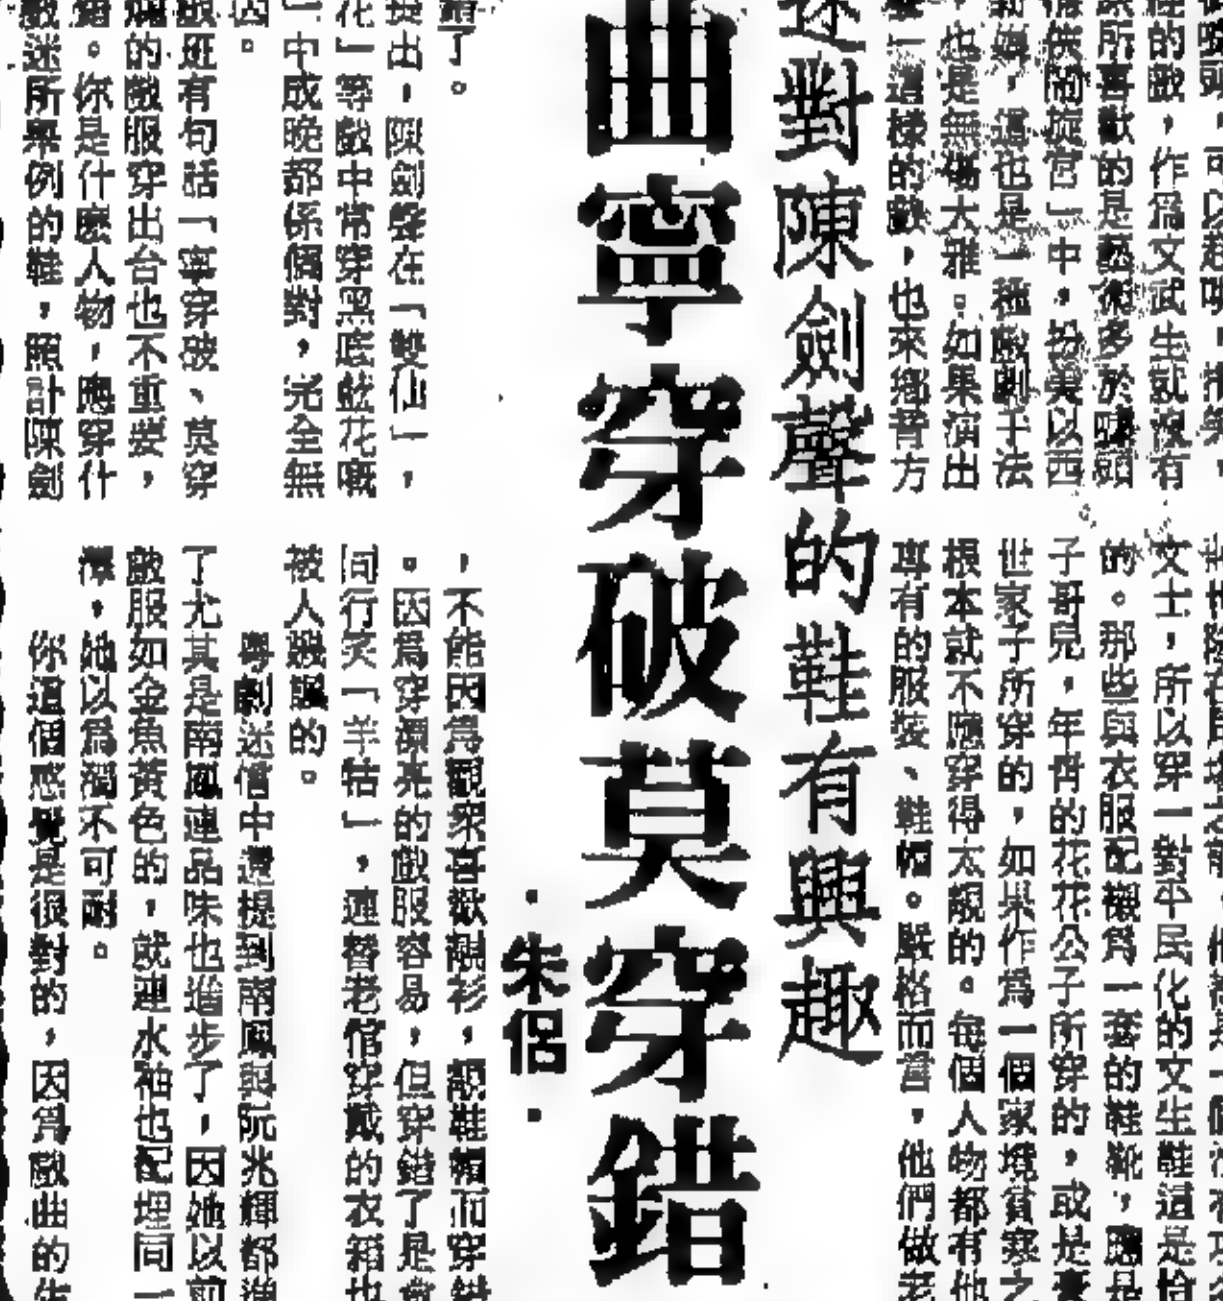 的戲，作爲文武生就沒有
所喜歡的是藝術多於噱頭
俠鬧璇宮」中，扮美以西
新娘，這也是一種戲劇手法
也是無傷大雅。如果演出
「這樣的戲，也來鄉村方
文士，所以穿一對平民化的文生鞋這是恰
的。那些與衣服配襯爲一套的鞋靴，應是
子哥兒，年青的花花公子所穿的，或是豪
世家子所穿的，如果作爲一個家境貧寒之
根本就不應穿得太靚的。每個人物都有他
專有的服裝、鞋帽。嚴格而言，他們做老
迷對陳劍聲的鞋有興趣
曲寧穿破莫穿錯
·朱侶·
錯了。
提出，陳劍聲在「雙仙」，
花」等戲中常穿黑底藍花嘅
」中成晚都係個對，完全無
因。
戲班有句話「寧穿破、莫穿
爛的戲服穿出台也不重要，
錯。你是什麼人物，應穿什
戲迷所舉例的鞋，照計陳劍
，不能因爲觀衆喜歡靚衫，靚鞋帽而穿錯
。因爲穿漂亮的戲服容易，但穿錯了是會
同行笑「羊牯」，連替老倌穿戴的衣箱也
被人譏諷的。
粵劇迷信中還提到南鳳與阮兆輝都進
了尤其是南鳳連品味也進步了，因她以前
戲服如金魚黃色的，就連水袖也配埋同一
澤，她以爲濁不可耐。
你這個感覺是很對的，因爲戲曲的